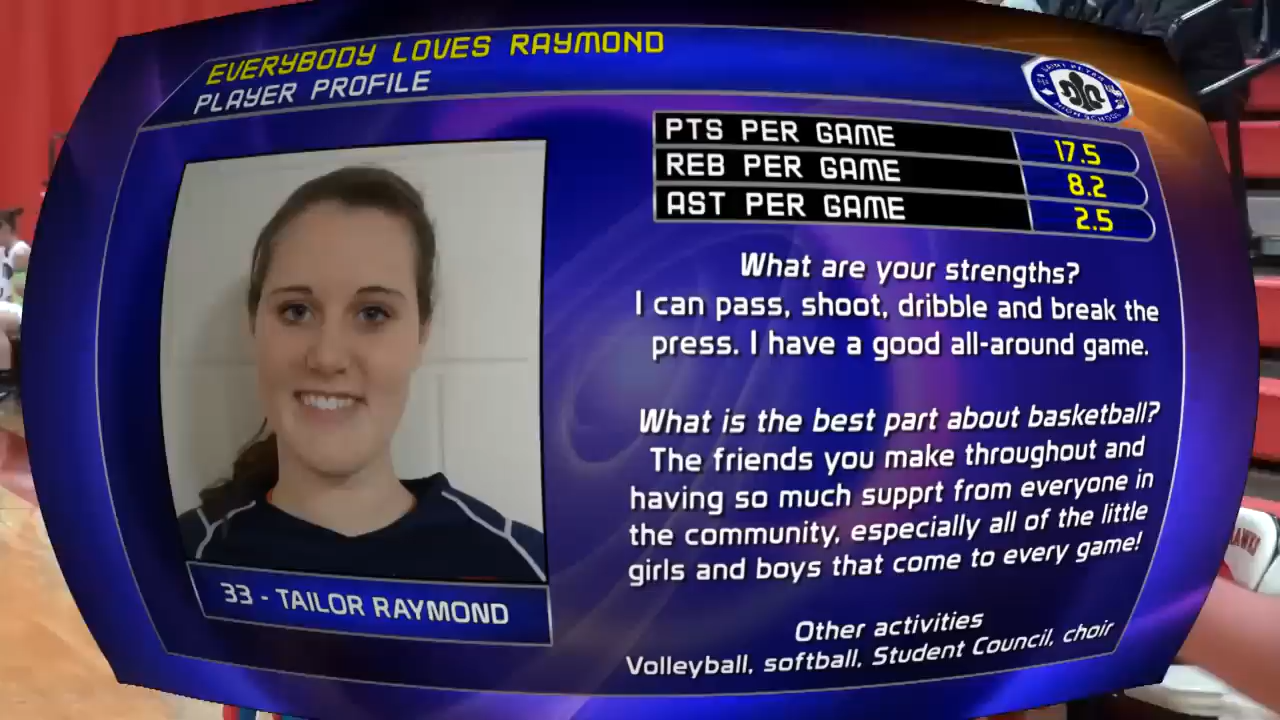 EVERYBODY LOVES RAYMOND
PLAYER PROFILE
SAINT PETER
HIGH SCHOOL
PTS PER GAME 17.5
REB PER GAME 8.2
AST PER GAME 2.5
What are your strengths?
I can pass, shoot, dribble and break the
press. I have a good all-around game.
What is the best part about basketball?
The friends you make throughout and
having so much supprt from everyone in
the community, especially all of the little
girls and boys that come to every game!
33 - TAILOR RAYMOND
Other activities
Volleyball, softball, Student Council, choir